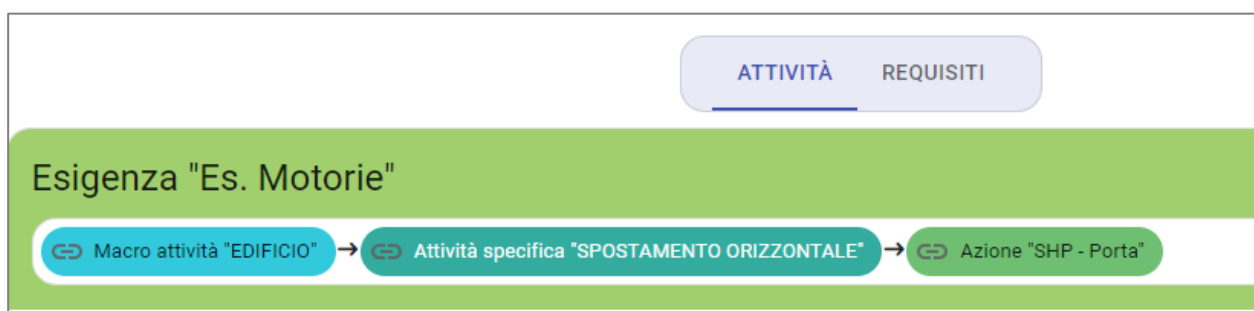 ATTIVITÀ REQUISITI
Esigenza "Es. Motorie"
Macro attività "EDIFICIO" → Attività specifica "SPOSTAMENTO ORIZZONTALE" → Azione "SHP - Porta"